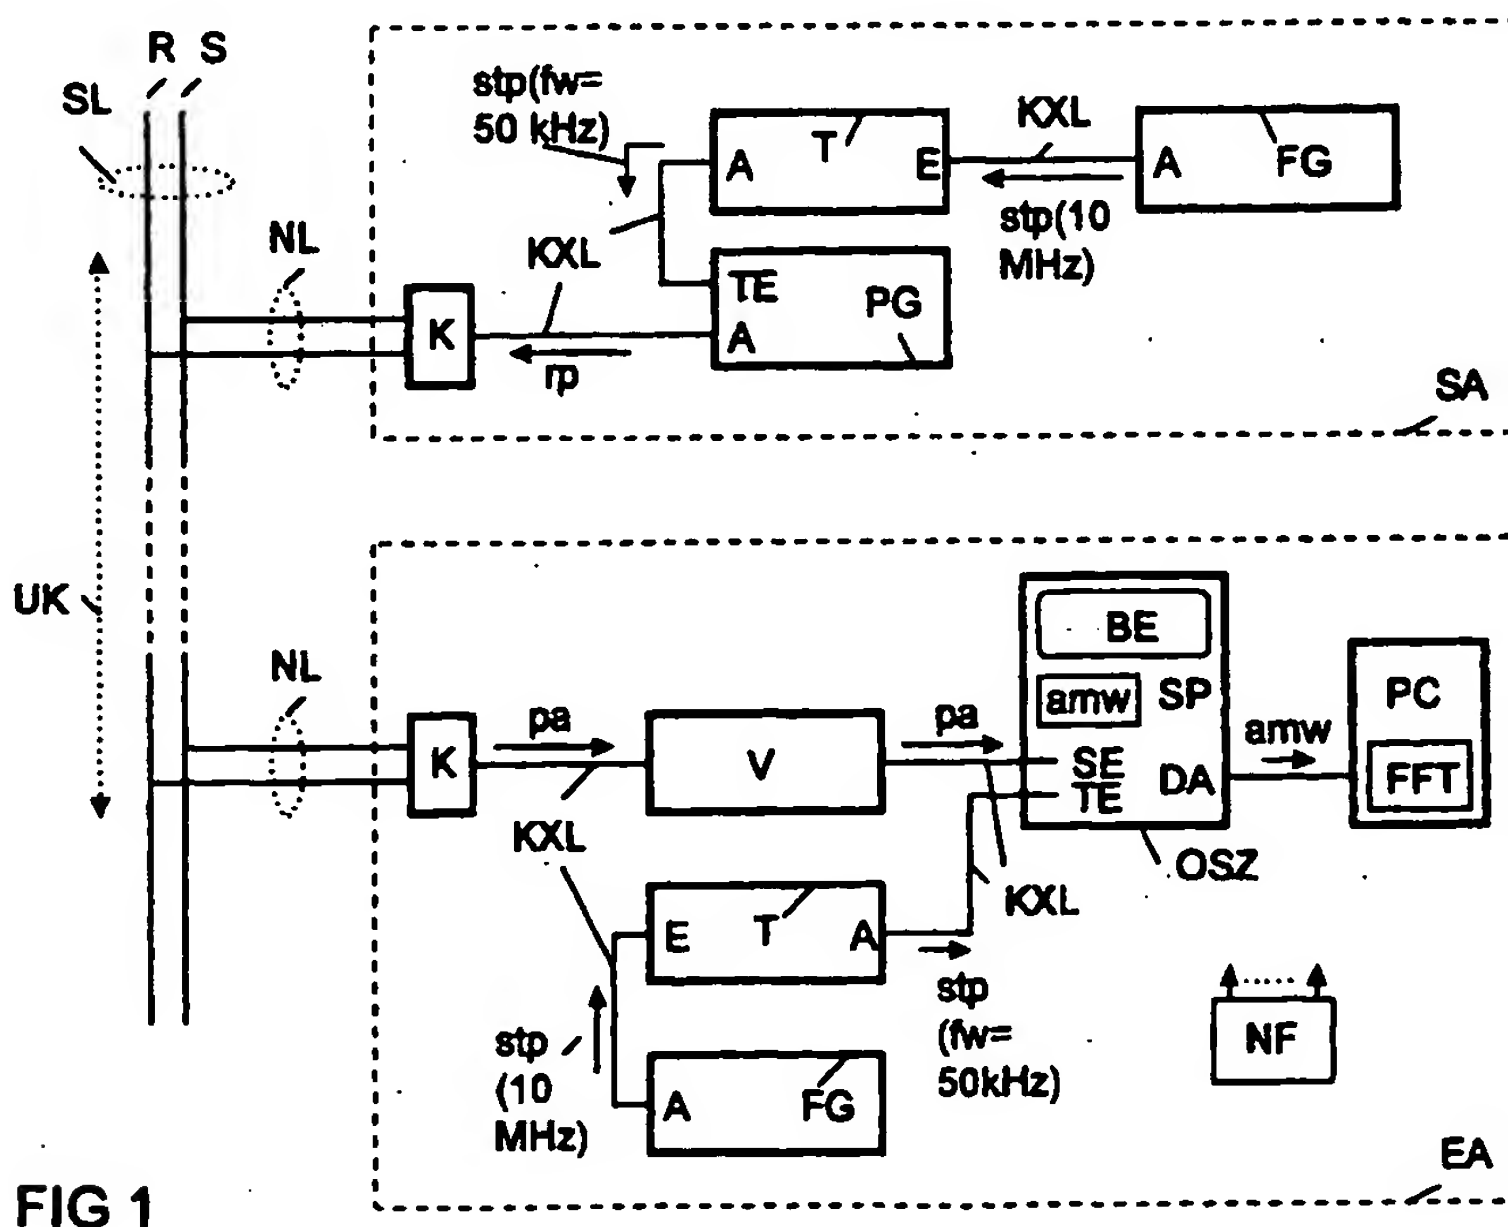 R S
SL
stp(fw=
50 kHz)
A T E
KXL
A FG
stp(10
MHz)
NL
KXL
K
TE
A
PG
rp
SA
UK
NL
K
pa
V
pa
BE
amw SP
SE
TE
DA
OSZ
amw
PC
FFT
KXL
KXL
E T A
stp
(fw=
50kHz)
stp
(10
MHz)
A FG
NF
EA
FIG 1